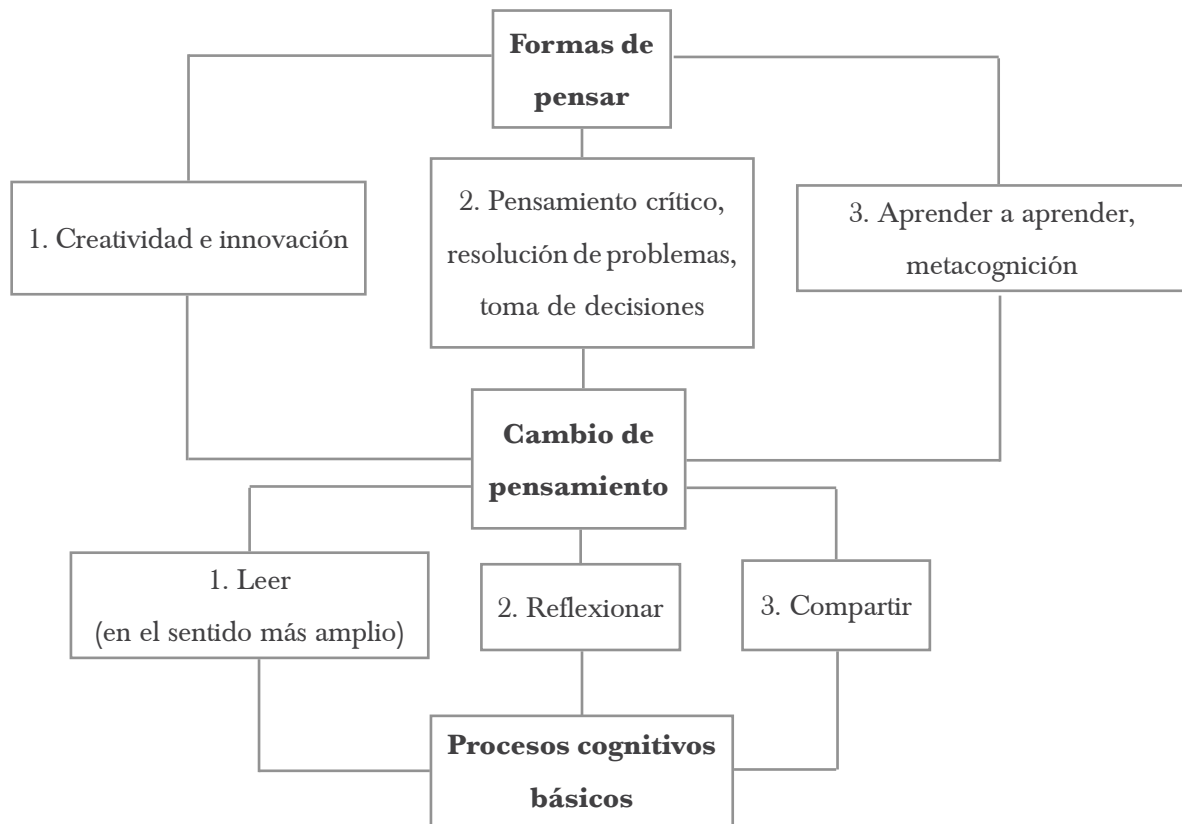 Formas de
pensar
1. Creatividad e innovación
2. Pensamiento crítico,
resolución de problemas,
toma de decisiones
3. Aprender a aprender,
metacognición
Cambio de
pensamiento
1. Leer
(en el sentido más amplio)
2. Reflexionar
3. Compartir
Procesos cognitivos
básicos